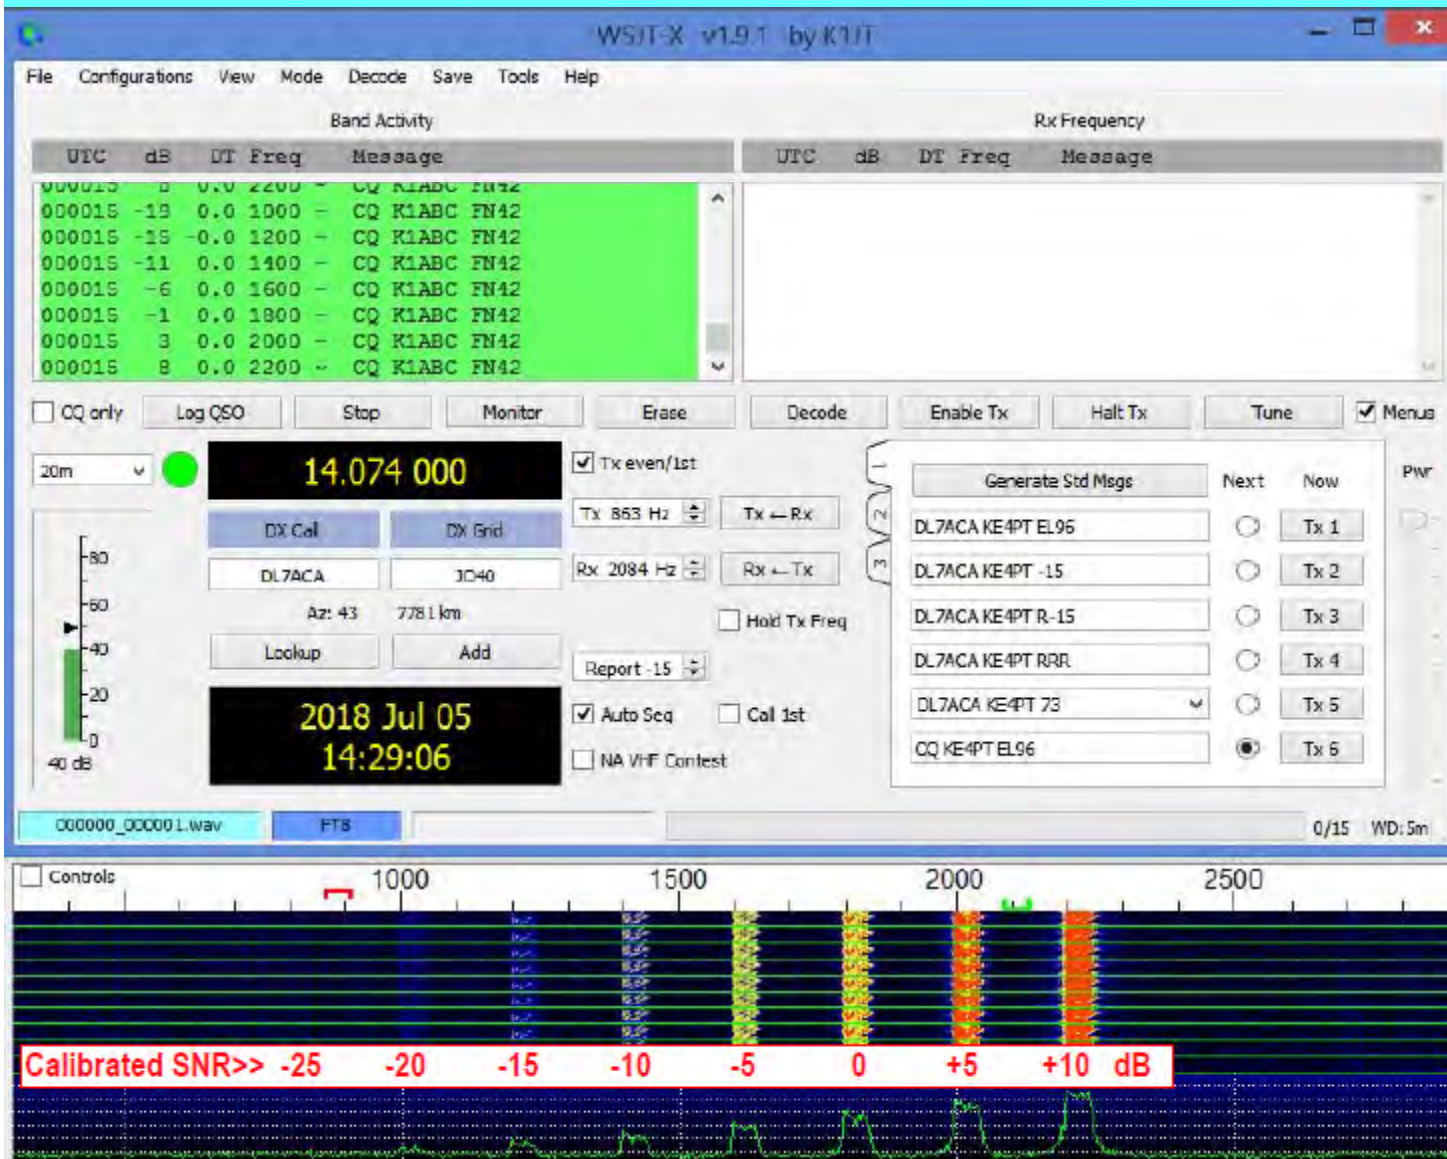 WSJT-X v1.9.1 by K1JT
File Configurations View Mode Decode Save Tools Help
Band Activity
Rx Frequency
UTC dB DT Freq Message
UTC dB DT Freq Message
000015 8 0.0 2200 ~ CQ K1ABC FN42
000015 -19 0.0 1000 ~ CQ K1ABC FN42
000015 -15 -0.0 1200 ~ CQ K1ABC FN42
000015 -11 0.0 1400 ~ CQ K1ABC FN42
000015 -6 0.0 1600 ~ CQ K1ABC FN42
000015 -1 0.0 1800 ~ CQ K1ABC FN42
000015 3 0.0 2000 ~ CQ K1ABC FN42
000015 8 0.0 2200 ~ CQ K1ABC FN42
CQ only Log QSO Stop Monitor Erase Decode Enable Tx Halt Tx Tune Menus
20m
14.074 000
Tx even/1st
Tx 863 Hz
Tx ← Rx
DX Call DX Grid
DL7ACA JO40
Rx 2084 Hz
Rx ← Tx
Az: 43 7781 km
Hold Tx Freq
Lookup Add
Report -15
2018 Jul 05
14:29:06
Auto Seq Call 1st
NA VHF Contest
80
60
40
20
0
40 dB
1
2
3
Generate Std Msgs Next Now
Pwr
DL7ACA KE4PT EL96 Tx 1
DL7ACA KE4PT -15 Tx 2
DL7ACA KE4PT R-15 Tx 3
DL7ACA KE4PT RRR Tx 4
DL7ACA KE4PT 73 Tx 5
CQ KE4PT EL96 Tx 6
000000_000001.wav FT8 0/15 WD:5m
Controls 1000 1500 2000 2500
Calibrated SNR>> -25 -20 -15 -10 -5 0 +5 +10 dB